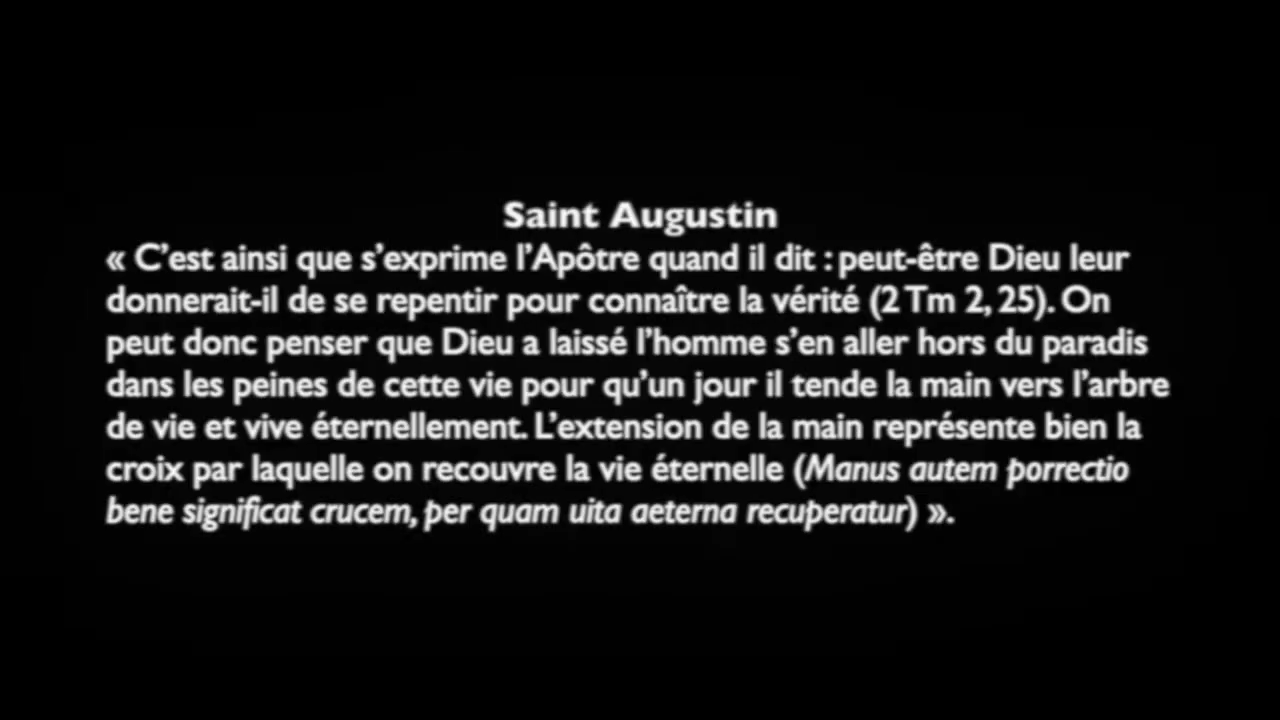 Saint Augustin
« C’est ainsi que s’exprime l’Apôtre quand il dit : peut-être Dieu leur
donnerait-il de se repentir pour connaître la vérité (2 Tm 2, 25). On
peut donc penser que Dieu a laissé l’homme s’en aller hors du paradis
dans les peines de cette vie pour qu’un jour il tende la main vers l’arbre
de vie et vive éternellement. L’extension de la main représente bien la
croix par laquelle on recouvre la vie éternelle (Manus autem porrectio
bene significat crucem, per quam uita aeterna recuperatur) ».